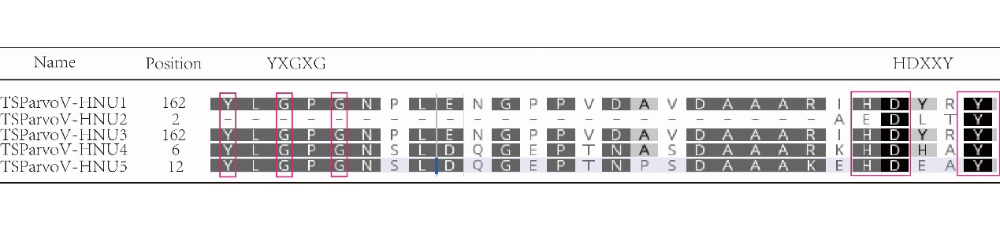 Name Position YXGXG HDXXY
TSParvoV-HNU1 162 Y L G P G N P L E N G P P V D A V D A A A R I H D Y R Y
TSParvoV-HNU2 2 – – – – – – – – – – – – – – – – – – – – – – A E D L T Y
TSParvoV-HNU3 162 Y L G P G N P L E N G P P V D A V D A A A R I H D Y R Y
TSParvoV-HNU4 6 Y L G P G N S L D Q G E P T N A S D A A A R K H D H A Y
TSParvoV-HNU5 12 Y L G P G N S L D Q G E P T N P S D A A A K E H D E A Y